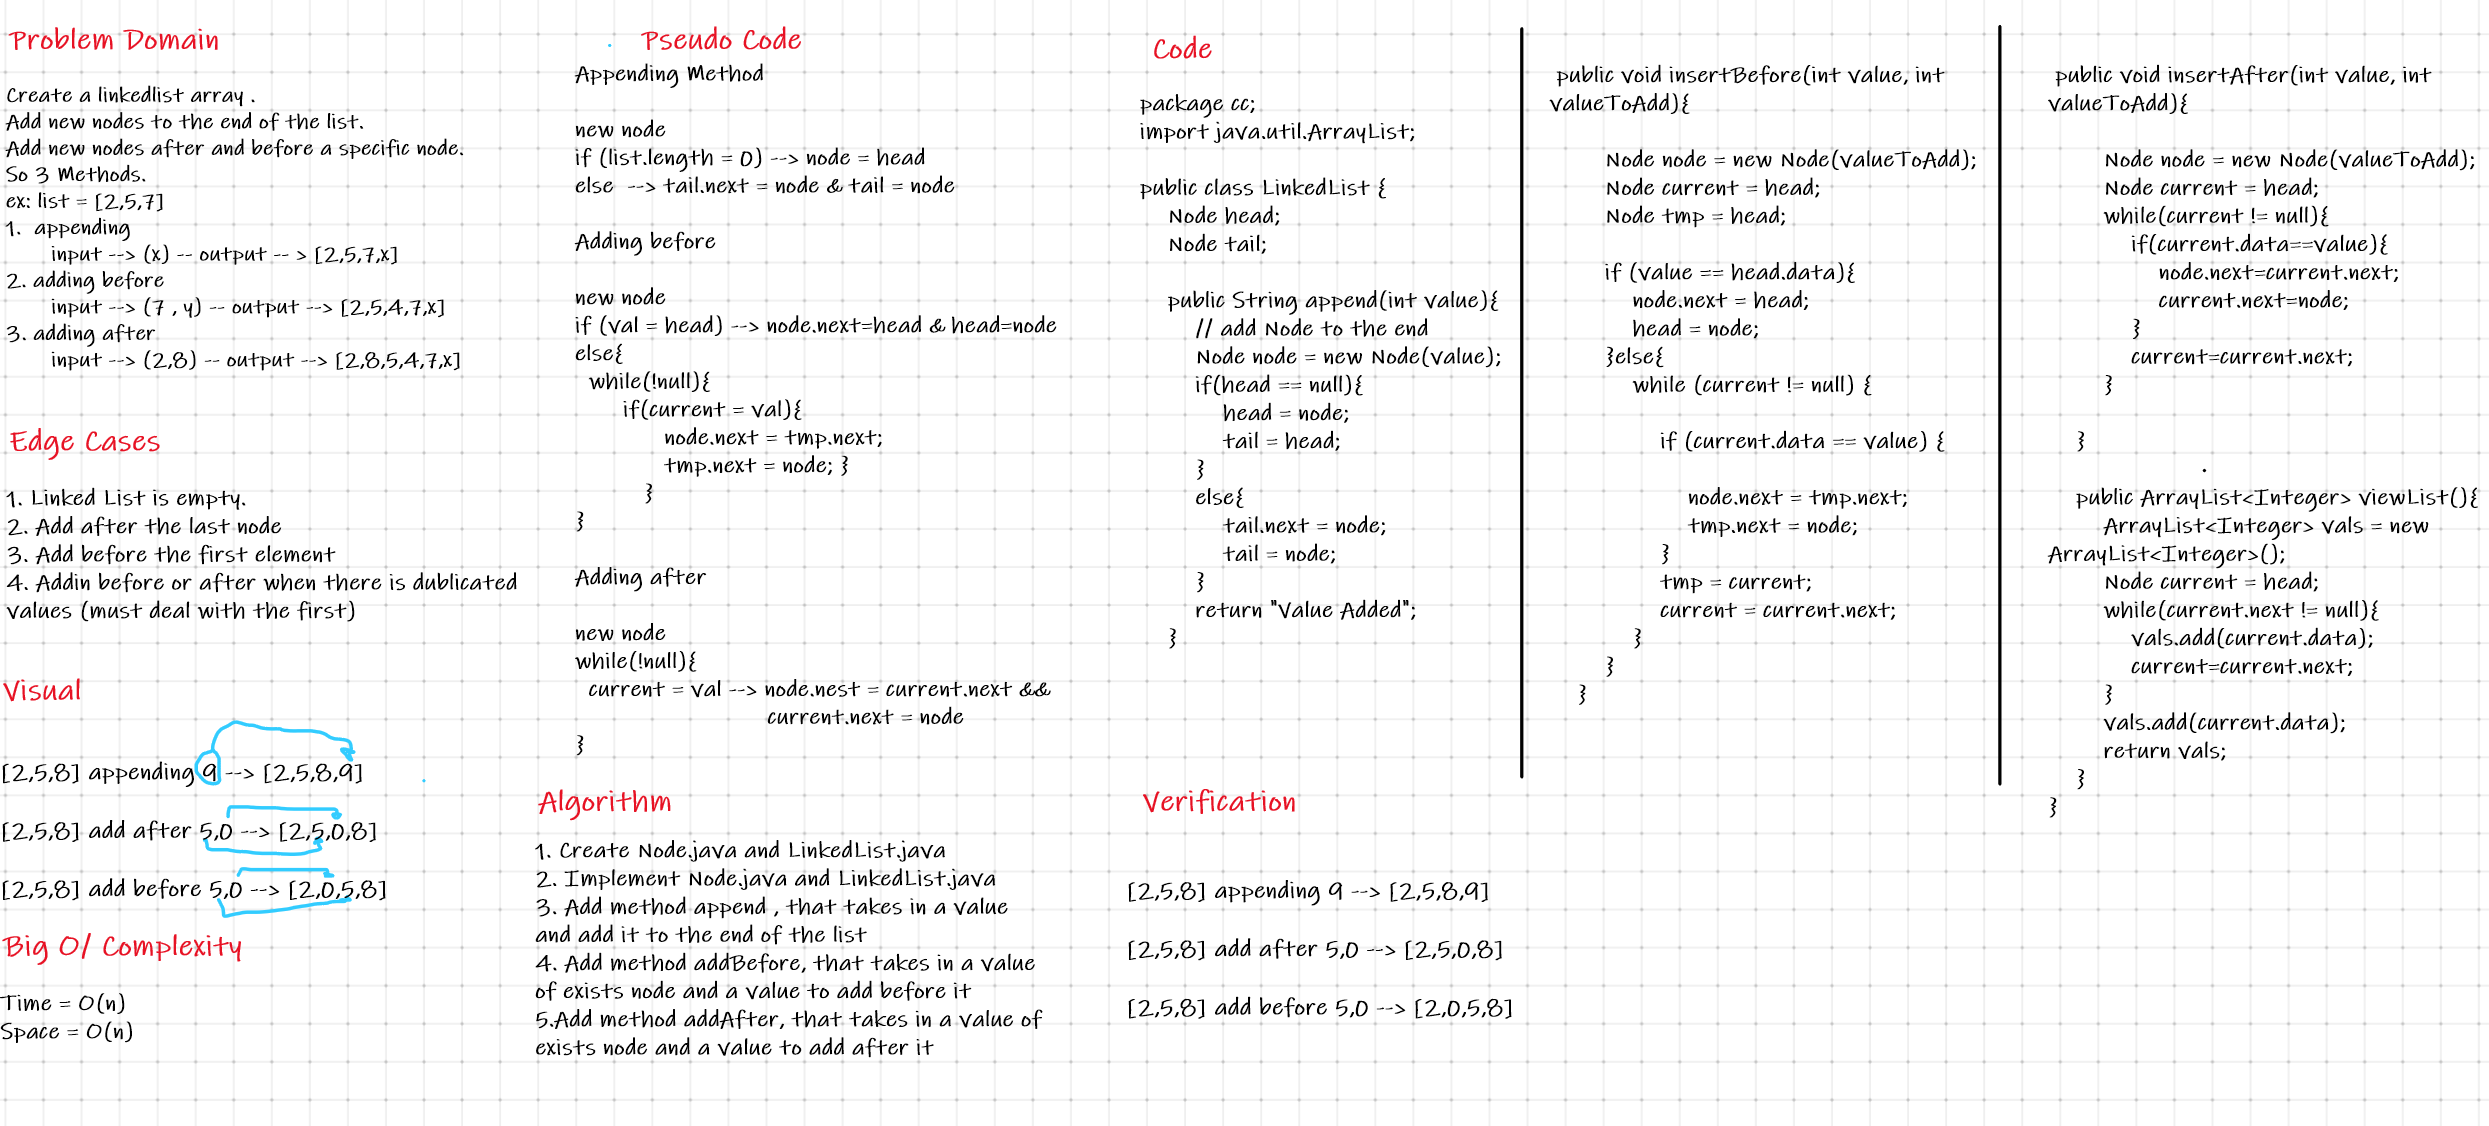 Problem Domain
Create a linkedlist array .
Add new nodes to the end of the list.
Add new nodes after and before a specific node.
So 3 Methods.
ex: list = [2,5,7]
1. appending
input --> (x) -- output -- > [2,5,7,x]
2. adding before
input --> (7 , y) -- output --> [2,5,4,7,x]
3. adding after
input --> (2,8) -- output --> [2,8,5,4,7,x]
Edge Cases
1. Linked List is empty.
2. Add after the last node
3. Add before the first element
4. Addin before or after when there is dublicated
values (must deal with the first)
Visual
[2,5,8] appending 9 --> [2,5,8,9]
[2,5,8] add after 5,0 --> [2,5,0,8]
[2,5,8] add before 5,0 --> [2,0,5,8]
Big O/ Complexity
Time = O(n)
Space = O(n)
Pseudo Code
Appending Method
new node
if (list.length = 0) --> node = head
else --> tail.next = node & tail = node
Adding before
new node
if (val = head) --> node.next=head & head=node
else{
while(!null){
if(current = val){
node.next = tmp.next;
tmp.next = node; }
}
}
Adding after
new node
while(!null){
current = val --> node.nest = current.next &&
current.next = node
}
Algorithm
1. Create Node.java and LinkedList.java
2. Implement Node.java and LinkedList.java
3. Add method append , that takes in a value
and add it to the end of the list
4. Add method addBefore, that takes in a value
of exists node and a value to add before it
5.Add method addAfter, that takes in a value of
exists node and a value to add after it
Code
package cc;
import java.util.ArrayList;
public class LinkedList {
Node head;
Node tail;
public String append(int value){
// add Node to the end
Node node = new Node(value);
if(head == null){
head = node;
tail = head;
}
else{
tail.next = node;
tail = node;
}
return "Value Added";
}
public void insertBefore(int value, int
valueToAdd){
Node node = new Node(valueToAdd);
Node current = head;
Node tmp = head;
if (value == head.data){
node.next = head;
head = node;
}else{
while (current != null) {
if (current.data == value) {
node.next = tmp.next;
tmp.next = node;
}
tmp = current;
current = current.next;
}
}
}
public void insertAfter(int value, int
valueToAdd){
Node node = new Node(valueToAdd);
Node current = head;
while(current != null){
if(current.data==value){
node.next=current.next;
current.next=node;
}
current=current.next;
}
}
public ArrayList<Integer> viewList(){
ArrayList<Integer> vals = new
ArrayList<Integer>();
Node current = head;
while(current.next != null){
vals.add(current.data);
current=current.next;
}
vals.add(current.data);
return vals;
}
}
Verification
[2,5,8] appending 9 --> [2,5,8,9]
[2,5,8] add after 5,0 --> [2,5,0,8]
[2,5,8] add before 5,0 --> [2,0,5,8]